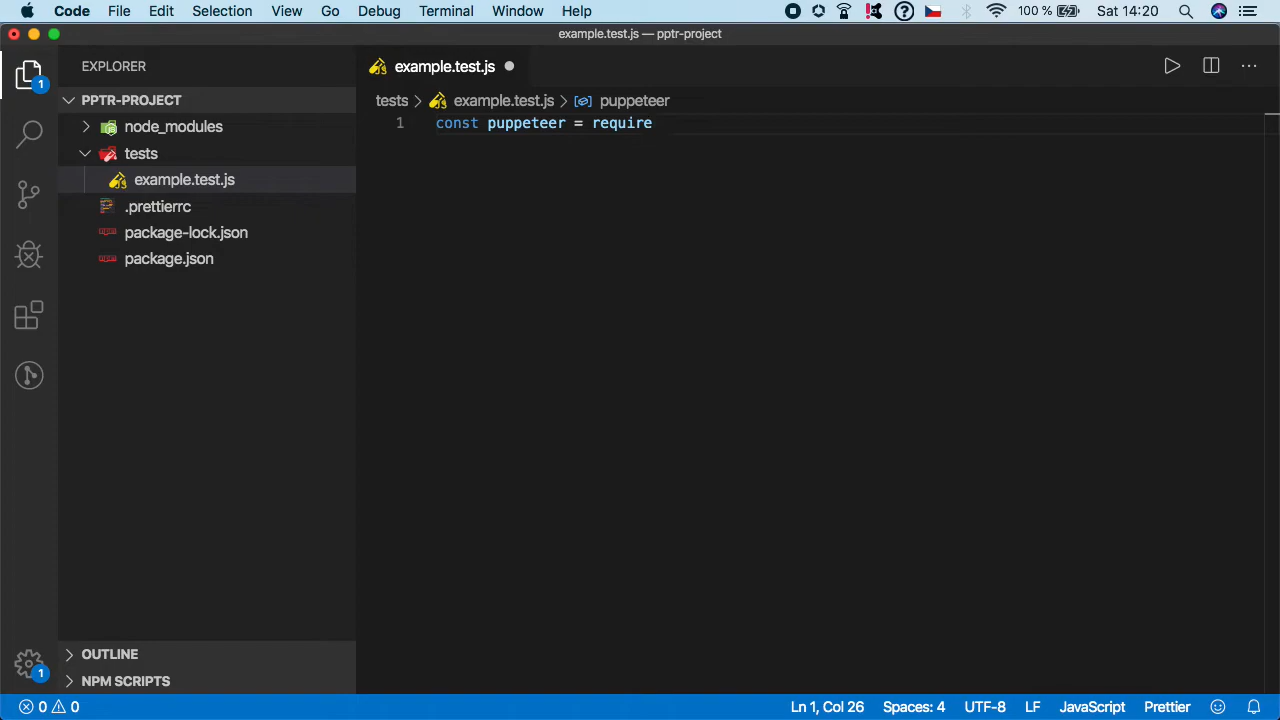 Code File Edit Selection View Go Debug Terminal Window Help 100 % Sat 14:20
example.test.js — pptr-project
EXPLORER
example.test.js
PPTR-PROJECT
tests > example.test.js > puppeteer
node_modules
1 const puppeteer = require
tests
example.test.js
.prettierrc
package-lock.json
package.json
1
OUTLINE
NPM SCRIPTS
1
0 0 Ln 1, Col 26 Spaces: 4 UTF-8 LF JavaScript Prettier